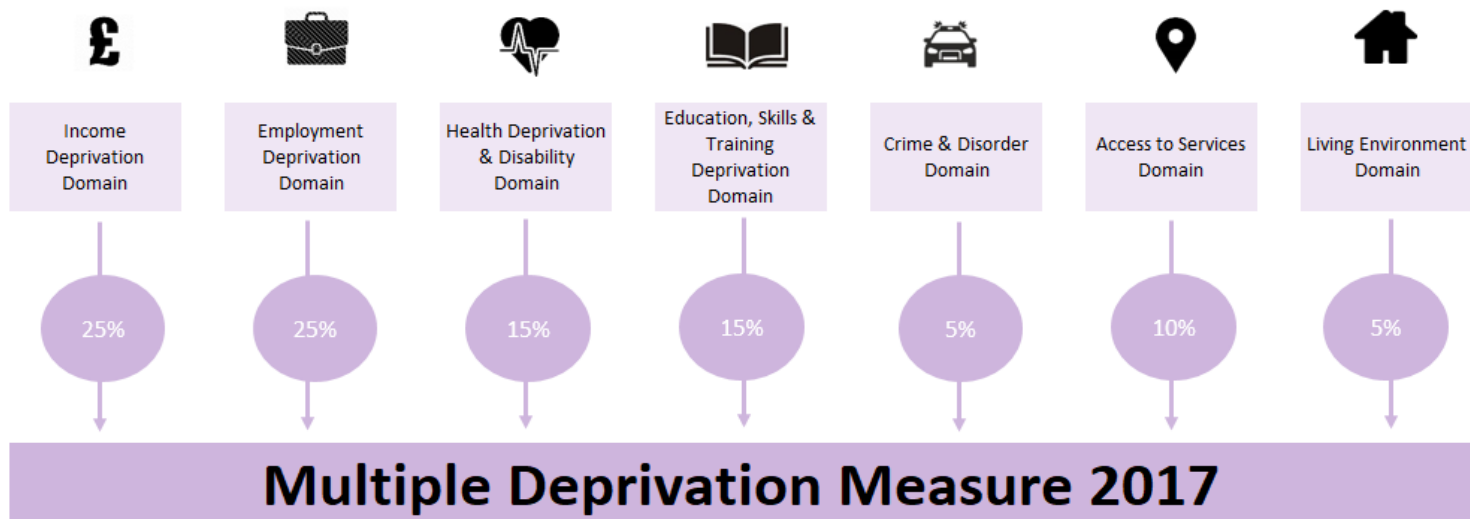 £
Income
Deprivation
Domain
Employment
Deprivation
Domain
Health Deprivation
& Disability
Domain
Education, Skills &
Training
Deprivation
Domain
Crime & Disorder
Domain
Access to Services
Domain
Living Environment
Domain
25%
25%
15%
15%
5%
10%
5%
Multiple Deprivation Measure 2017